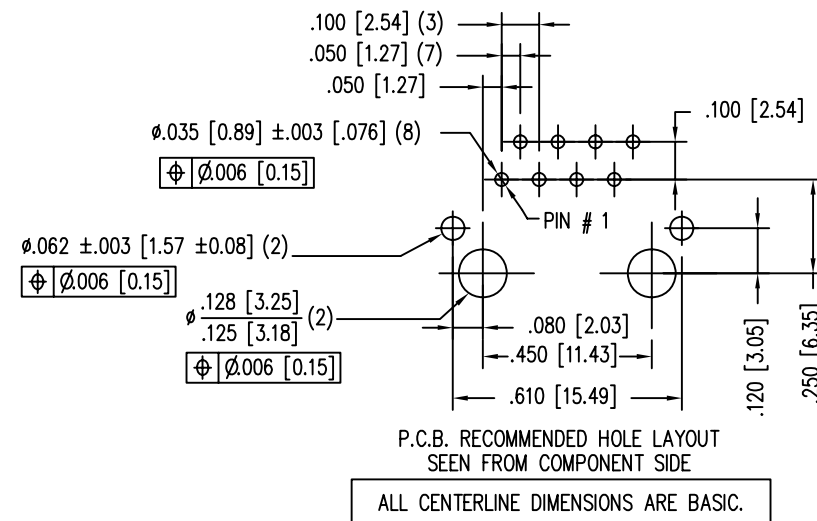 .100 [2.54] (3)
.050 [1.27] (7)
.050 [1.27]
.100 [2.54]
ø.035 [0.89] ±.003 [.076] (8)
⌖ Ø.006 [0.15]
PIN # 1
ø.062 ±.003 [1.57 ±0.08] (2)
⌖ Ø.006 [0.15]
ø .128 [3.25]
.125 [3.18] (2)
⌖ Ø.006 [0.15]
.080 [2.03]
.450 [11.43]
.610 [15.49]
.120 [3.05]
.250 [6.35]
P.C.B. RECOMMENDED HOLE LAYOUT
SEEN FROM COMPONENT SIDE
ALL CENTERLINE DIMENSIONS ARE BASIC.